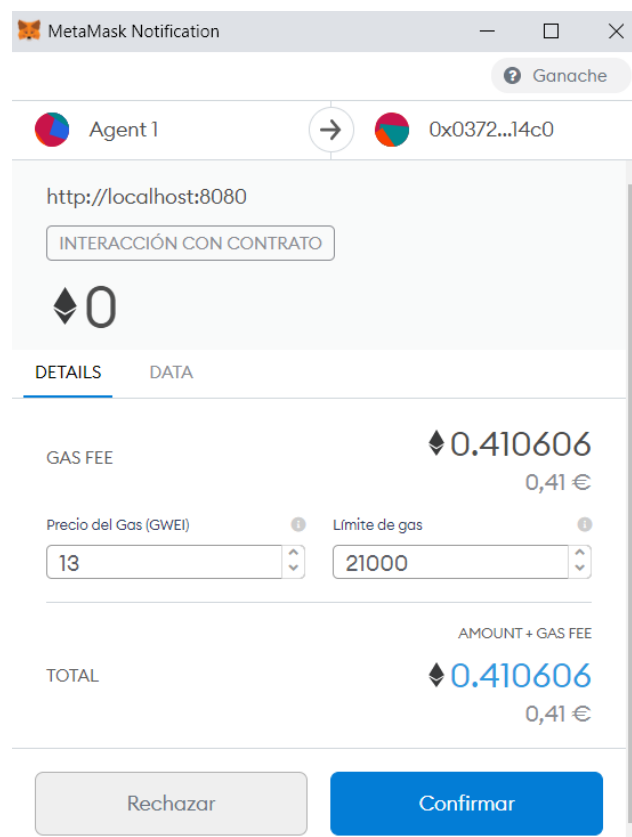 MetaMask Notification
Ganache
Agent 1
0x0372...14c0
http://localhost:8080
INTERACCIÓN CON CONTRATO
0
DETAILS DATA
GAS FEE
0.410606
0,41 €
Precio del Gas (GWEI) Límite de gas
13 21000
AMOUNT + GAS FEE
TOTAL
0.410606
0,41 €
Rechazar Confirmar